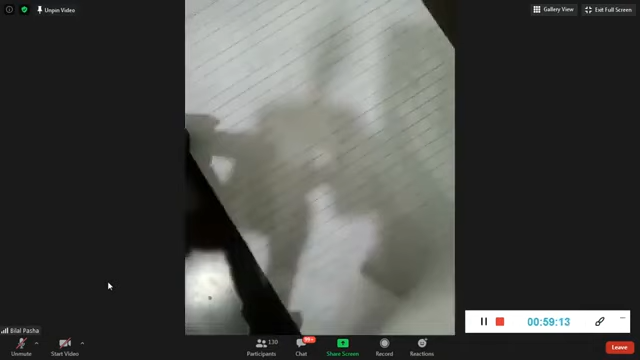 Unpin Video
Gallery View
Exit Full Screen
00:59:13
Bilal Pasha
Unmute
Start Video
130
Participants
99+
Chat
Share Screen
Record
Reactions
Leave